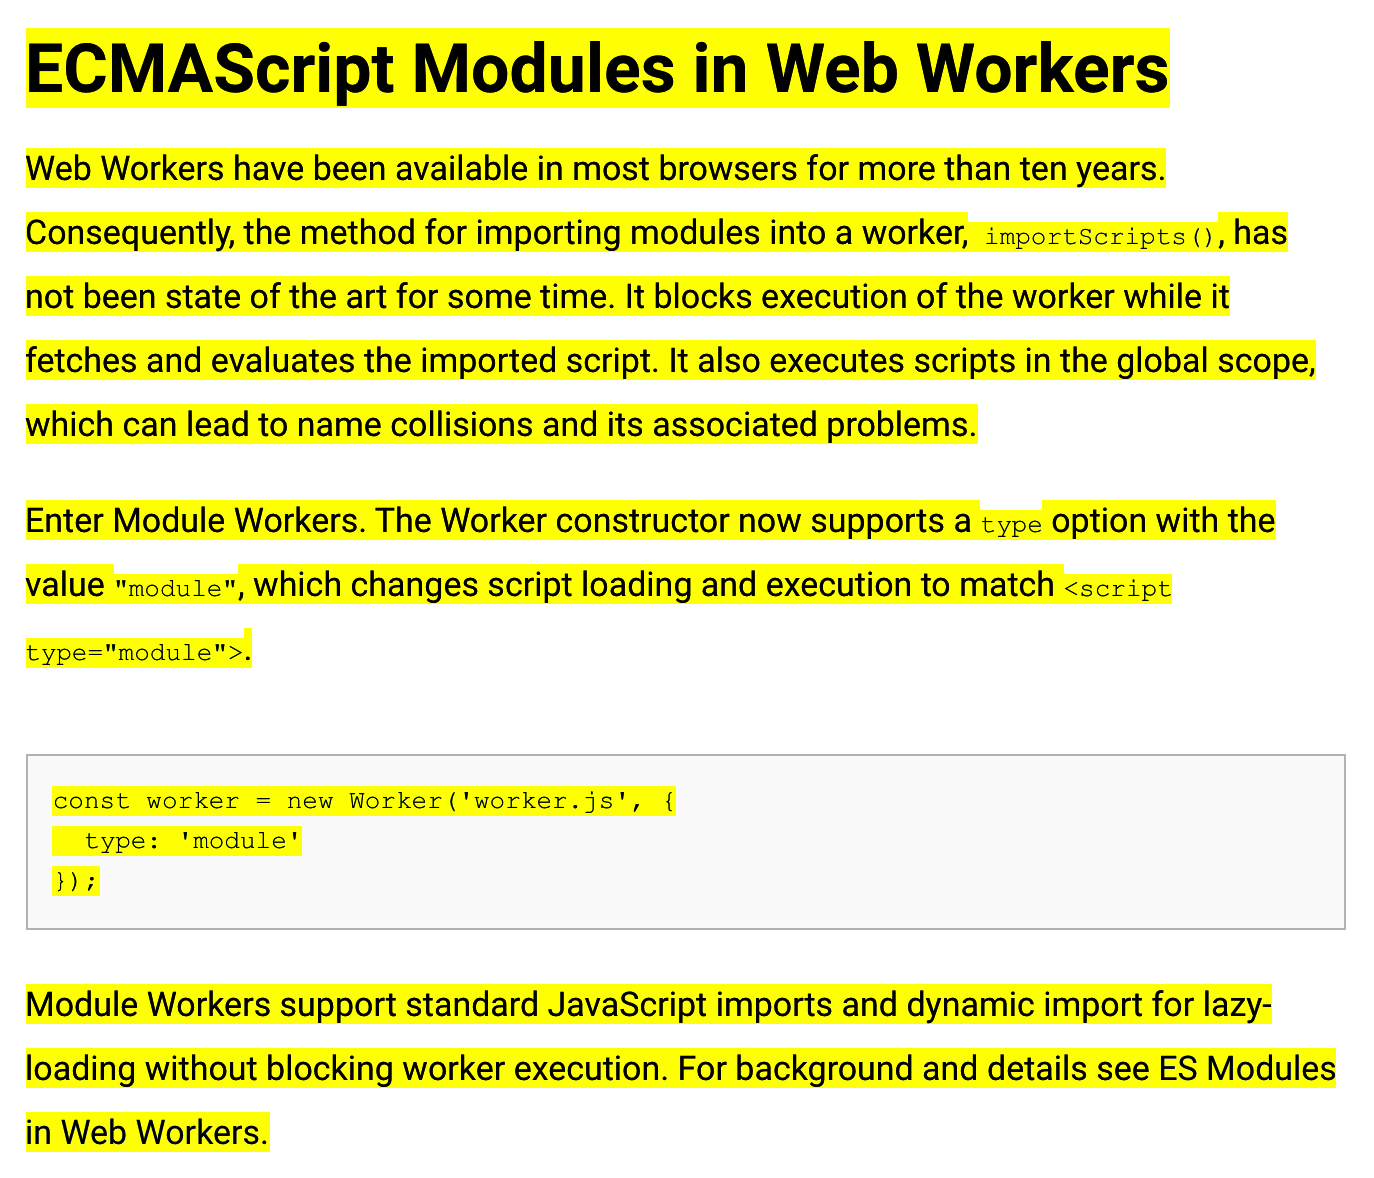 ECMAScript Modules in Web Workers
Web Workers have been available in most browsers for more than ten years.
Consequently, the method for importing modules into a worker, importScripts(), has
not been state of the art for some time. It blocks execution of the worker while it
fetches and evaluates the imported script. It also executes scripts in the global scope,
which can lead to name collisions and its associated problems.
Enter Module Workers. The Worker constructor now supports a type option with the
value "module", which changes script loading and execution to match <script
type="module">.
const worker = new Worker('worker.js', {
  type: 'module'
});
Module Workers support standard JavaScript imports and dynamic import for lazy-
loading without blocking worker execution. For background and details see ES Modules
in Web Workers.